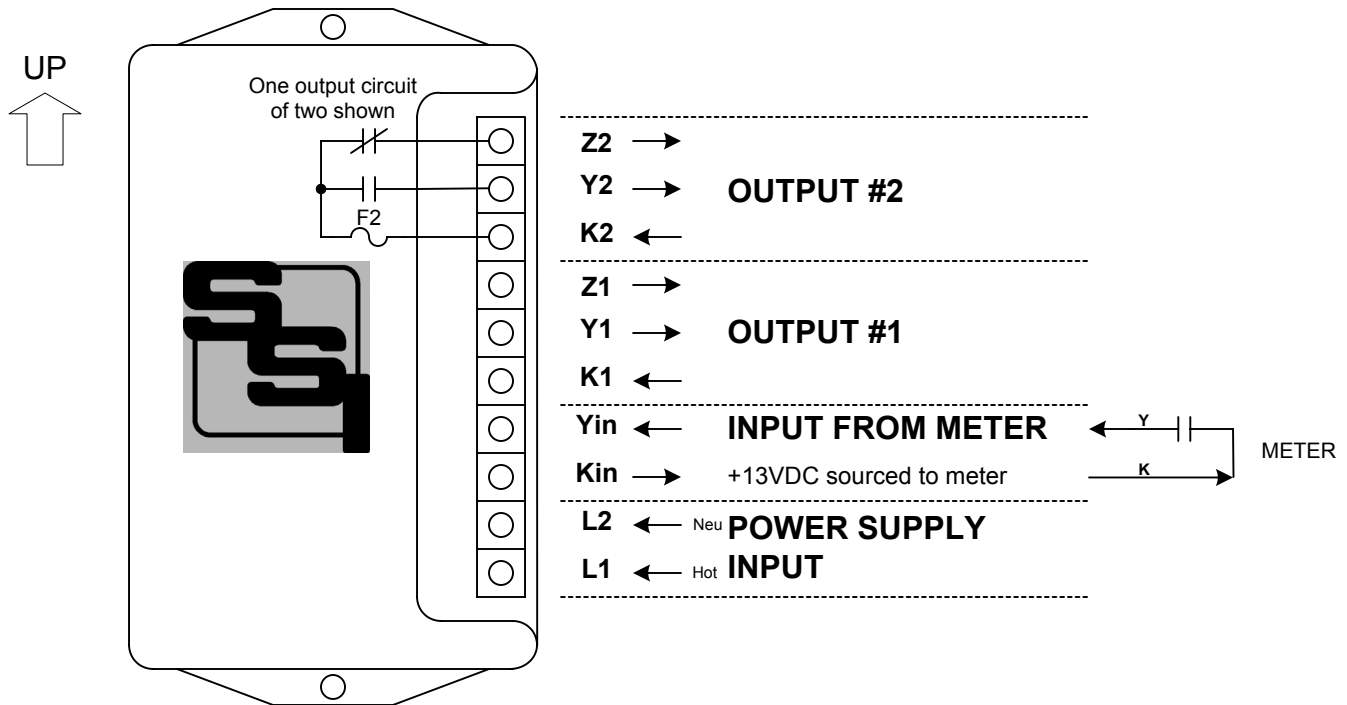 UP
One output circuit
of two shown
F2
SSI
Z2
Y2 OUTPUT #2
K2
Z1
Y1 OUTPUT #1
K1
Yin INPUT FROM METER Y
Kin +13VDC sourced to meter K
METER
L2 Neu POWER SUPPLY
L1 Hot INPUT